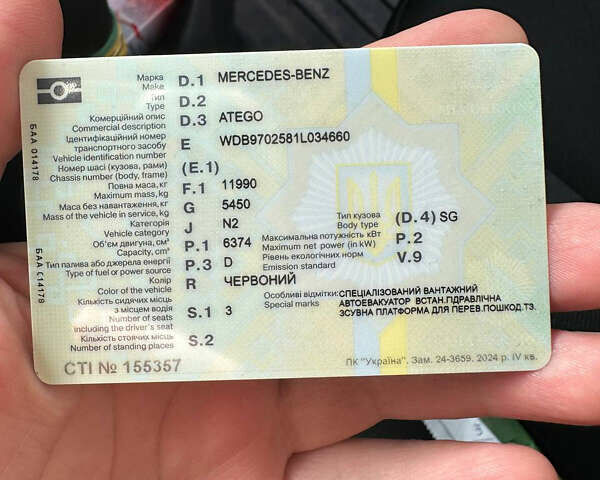 Марка D.1 MERCEDES-BENZ
Make
Тип D.2
Type
Комерційний опис D.3 ATEGO
Commercial description
Ідентифікаційний номер
транспортного засобу E WDB9702581L034660
Vehicle identification number
Номер шасі (кузова, рами) (E.1)
Chassis number (body, frame)
Повна маса, кг F.1 11990
Maximum mass, kg
Маса без навантаження, кг G 5450
Mass of the vehicle in service, kg
Категорія J N2 Тип кузова (D.4) SG
Vehicle category Body type
Об'єм двигуна, см³ P.1 6374 Максимальна потужність кВт P.2
Capacity, cm³ Maximum net power (in kW)
Тип палива або джерела енергії P.3 D Рівень екологічних норм V.9
Type of fuel or power source Emission standard
Колір R ЧЕРВОНИЙ
Color of the vehicle
Кількість сидячих місць
з місцем водія S.1 3
Number of seats
including the driver's seat
Кількість стоячих місць S.2
Number of standing places
Особливі відмітки: СПЕЦІАЛІЗОВАНИЙ ВАНТАЖНИЙ
Special marks АВТОЕВАКУАТОР ВСТАН.ГІДРАВЛІЧНА
ЗСУВНА ПЛАТФОРМА ДЛЯ ПЕРЕВ.ПОШКОД.ТЗ.
СТІ № 155357
ПК "Україна", Зам. 24-3659, 2024 р. IV кв.
БАА 014178
БАА 014178